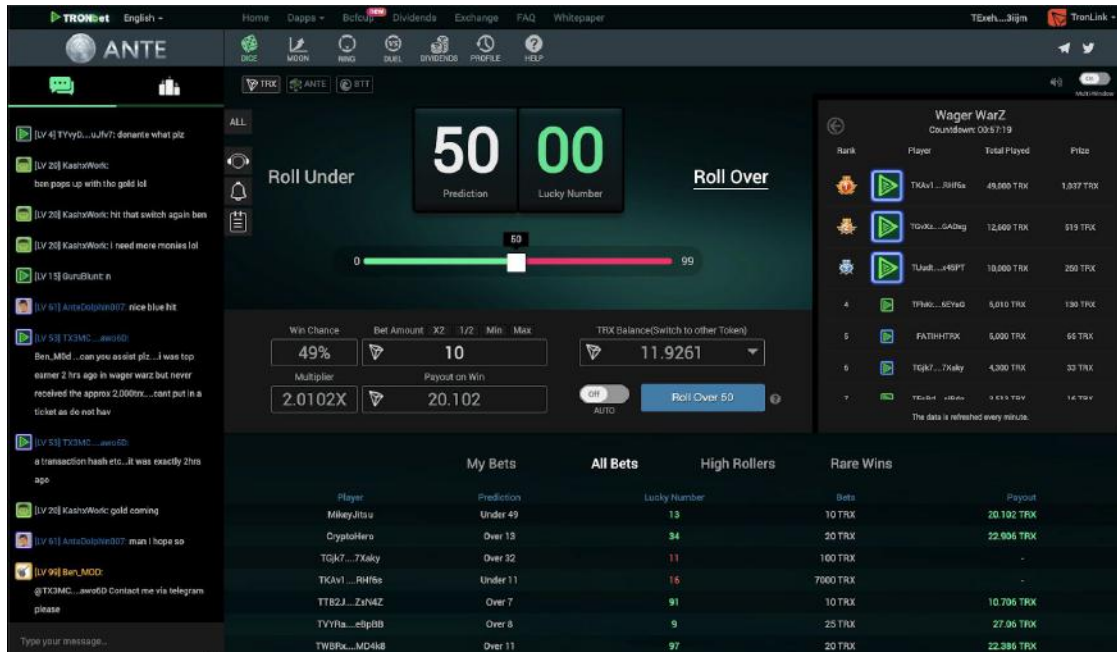 TRONbet English
Home Dapps Bofcup new Dividends Exchange FAQ Whitepaper
TExeh....3iijm TronLink
ANTE
DICE MOON RING DUEL DIVIDENDS PROFILE HELP
TRX ANTE BTT
Multi-Window
[LV 4] TYvyD...uJfv7: denante what plz
[LV 20] KashxWork:
ben pops up with the gold lol
[LV 20] KashxWork: hit that switch again ben
[LV 20] KashxWork: i need more monies lol
[LV 15] GuruBlunt: n
[LV 61] AntaDolphin007: nice blue hit
[LV 53] TX3MC....awo6D:
Ben_M0d ...can you assist plz....i was top
earner 2 hrs ago in wager warz but never
received the approx 2,000trx....cant put in a
ticket as do not hav
[LV 53] TX3MC....awo6D:
a transaction hash etc...it was exactly 2hrs
ago
[LV 20] KashxWork: gold coming
[LV 61] AntaDolphin007: man I hope so
[LV 99] Ben_MOD:
@TX3MC....awo6D Contact me via telegram
please
Type your message...
ALL
Roll Under
50
Prediction
00
Lucky Number
Roll Over
50
0 99
Win Chance Bet Amount X2 1/2 Min Max TRX Balance(Switch to other Token)
49% 10 11.9261
Multiplier Payout on Win
2.0102X 20.102
Off
AUTO
Roll Over 50
Wager WarZ
Countdown: 00:57:19
Rank Player Total Played Prize
TKAv1....RHf6s 49,000 TRX 1,037 TRX
12,600 TRX 519 TRX
10,000 TRX 260 TRX
4 5,010 TRX 130 TRX
5 FATIHHTRX 5,000 TRX 65 TRX
6 TGjk7....7Xaky 4,300 TRX 33 TRX
7
The data is refreshed every minute.
My Bets All Bets High Rollers Rare Wins
Player Prediction Lucky Number Bets Payout
MikeyJitsu Under 49 13 10 TRX 20.102 TRX
CryptoHero Over 13 34 20 TRX 22.906 TRX
TGjk7....7Xaky Over 32 11 100 TRX -
TKAv1....RHf6s Under 11 16 7000 TRX -
TTB2J....ZxN4Z Over 7 91 10 TRX 10.706 TRX
TVYRa....eBpBB Over 8 9 25 TRX 27.06 TRX
TWBRx....MD4k8 Over 11 97 20 TRX 22.386 TRX